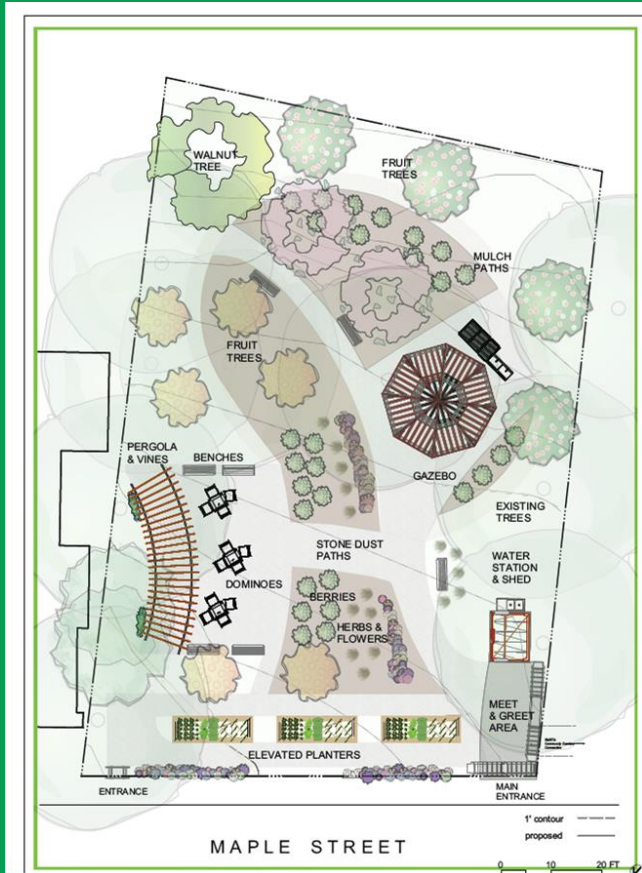 WALNUT
TREE
FRUIT
TREES
MULCH
PATHS
FRUIT
TREES
PERGOLA
& VINES
BENCHES
GAZEBO
EXISTING
TREES
STONE DUST
PATHS
WATER
STATION
& SHED
DOMINOES
BERRIES
HERBS &
FLOWERS
MEET
& GREET
AREA
ELEVATED PLANTERS
ENTRANCE
MAIN
ENTRANCE
MAPLE STREET
1' contour
proposed
0 10 20 FT